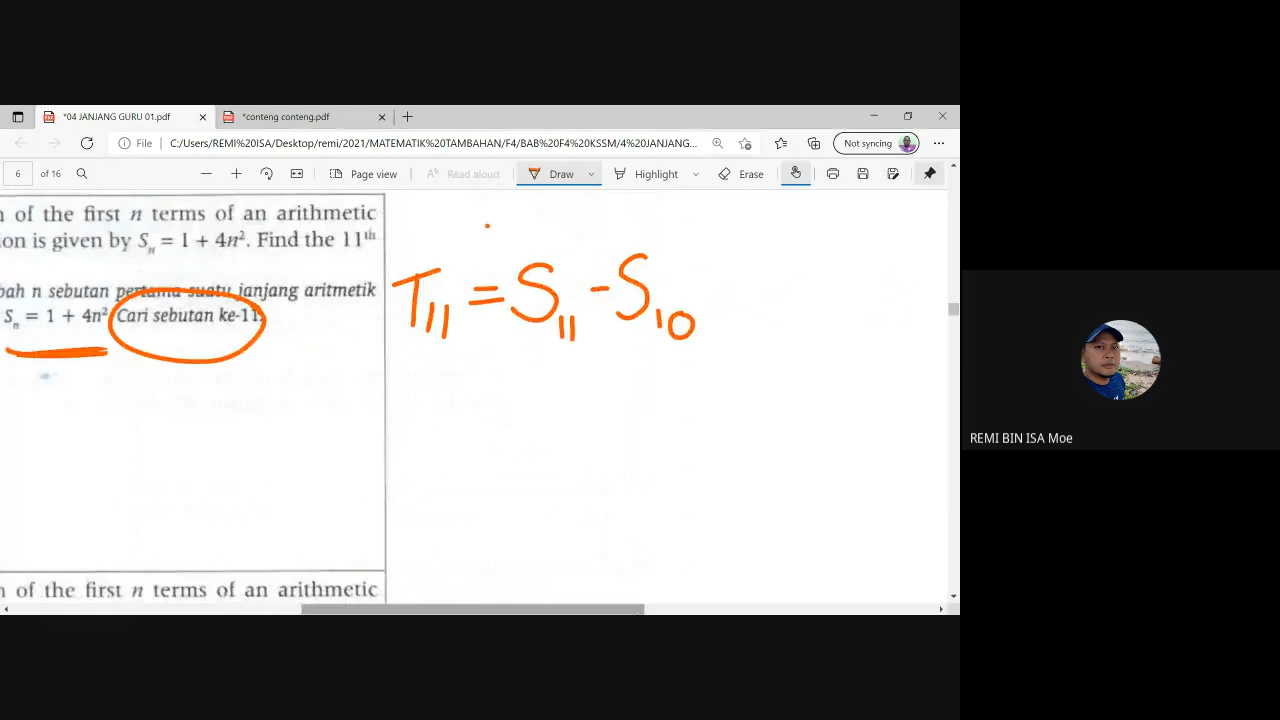 *04 JANJANG GURU 01.pdf
*conteng conteng.pdf
File
C:/Users/REMI%20ISA/Desktop/remi/2021/MATEMATIK%20TAMBAHAN/F4/BAB%20F4%20KSSM/4%20JANJANG...
Not syncing
6 of 16
Page view
Read aloud
Draw
Highlight
Erase
of the first n terms of an arithmetic
is given by Sₙ = 1 + 4n². Find the 11ᵗʰ
n sebutan pertama suatu janjang aritmetik
Sₙ = 1 + 4n² Cari sebutan ke-11.
T₁₁ = S₁₁ - S₁₀
of the first n terms of an arithmetic
REMI BIN ISA Moe